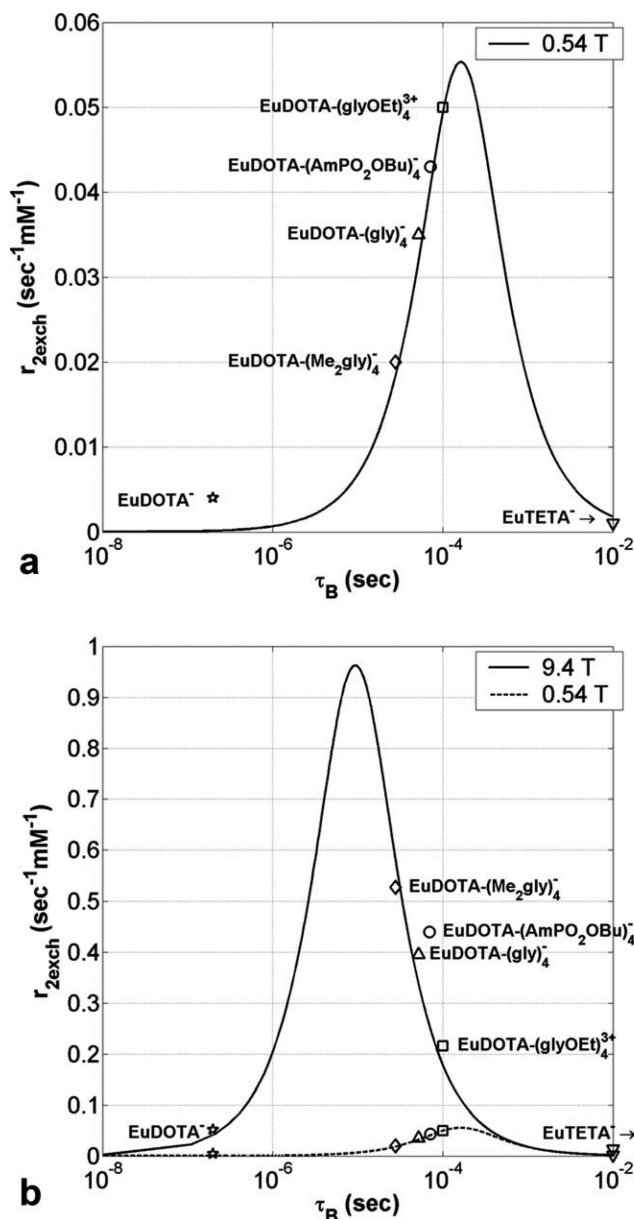 0.06
0.54 T
0.05
EuDOTA-(glyOEt)₄³⁺
EuDOTA-(AmPO₂OBu)₄⁻
0.04
EuDOTA-(gly)₄⁻
r₂exch (sec⁻¹mM⁻¹)
0.03
EuDOTA-(Me₂gly)₄⁻
0.02
0.01
EuDOTA⁻
EuTETA⁻ →
0
10⁻⁸
10⁻⁶
10⁻⁴
10⁻²
a
τB (sec)
1
9.4 T
0.9
0.54 T
0.8
0.7
0.6
EuDOTA-(Me₂gly)₄⁻
r₂exch (sec⁻¹mM⁻¹)
0.5
EuDOTA-(AmPO₂OBu)₄⁻
0.4
EuDOTA-(gly)₄⁻
0.3
EuDOTA-(glyOEt)₄³⁺
0.2
0.1
EuDOTA⁻
EuTETA⁻ →
0
10⁻⁸
10⁻⁶
10⁻⁴
10⁻²
b
τB (sec)